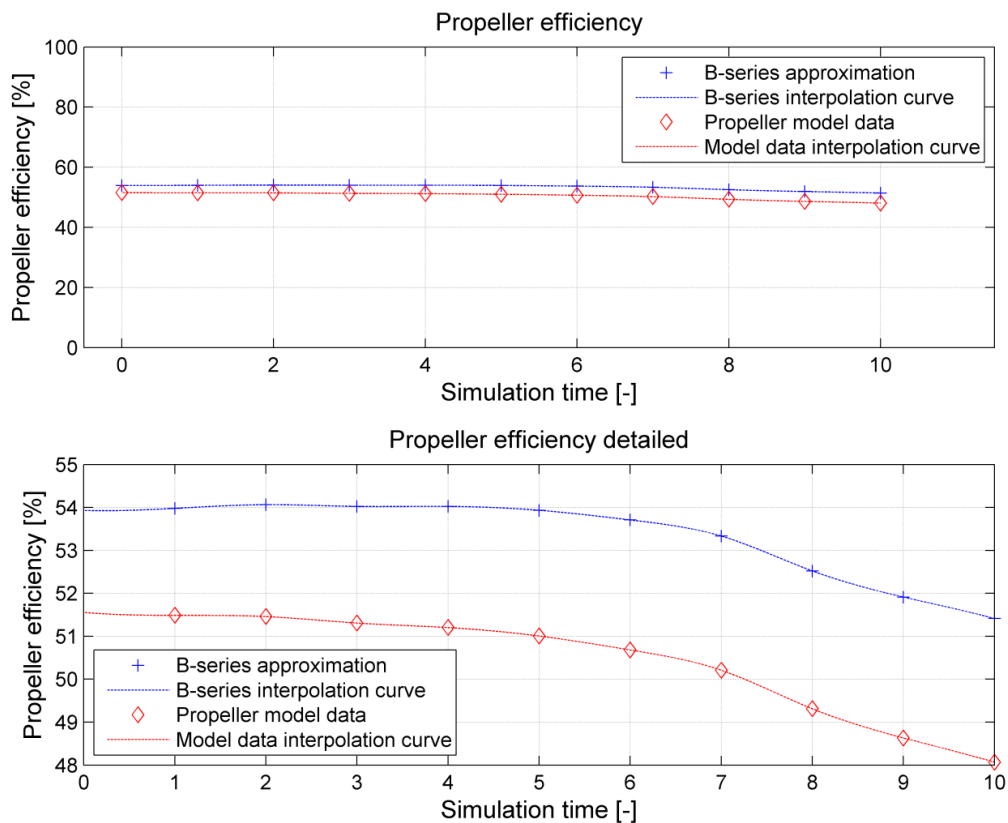 Propeller efficiency
Propeller efficiency [%]
100
80
60
40
20
0
B-series approximation
B-series interpolation curve
Propeller model data
Model data interpolation curve
0 2 4 6 8 10
Simulation time [-]
Propeller efficiency detailed
Propeller efficiency [%]
55
54
53
52
51
50
49
48
B-series approximation
B-series interpolation curve
Propeller model data
Model data interpolation curve
0 1 2 3 4 5 6 7 8 9 10
Simulation time [-]